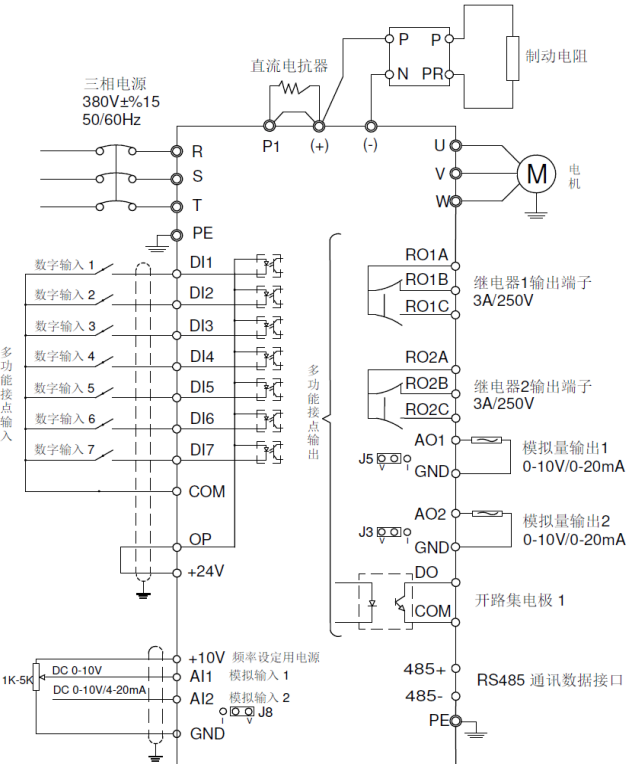 P P
制动电阻
N PR
直流电抗器
三相电源
380V±%15
50/60Hz
P1 (+) (-)
R
S
T
PE
U
V
W
M
电机
数字输入 1 DI1
数字输入 2 DI2
数字输入 3 DI3
数字输入 4 DI4
数字输入 5 DI5
数字输入 6 DI6
数字输入 7 DI7
多功能接点输入
COM
OP
+24V
多功能接点输出
RO1A
RO1B
RO1C
继电器1输出端子
3A/250V
RO2A
RO2B
RO2C
继电器2输出端子
3A/250V
AO1
J5
V I
GND
模拟量输出1
0-10V/0-20mA
AO2
J3
V I
GND
模拟量输出2
0-10V/0-20mA
DO
COM
开路集电极 1
+10V 频率设定用电源
DC 0-10V AI1 模拟输入 1
1K-5K
DC 0-10V/4-20mA AI2 模拟输入 2
J8
I V
GND
485+
485-
RS485 通讯数据接口
PE